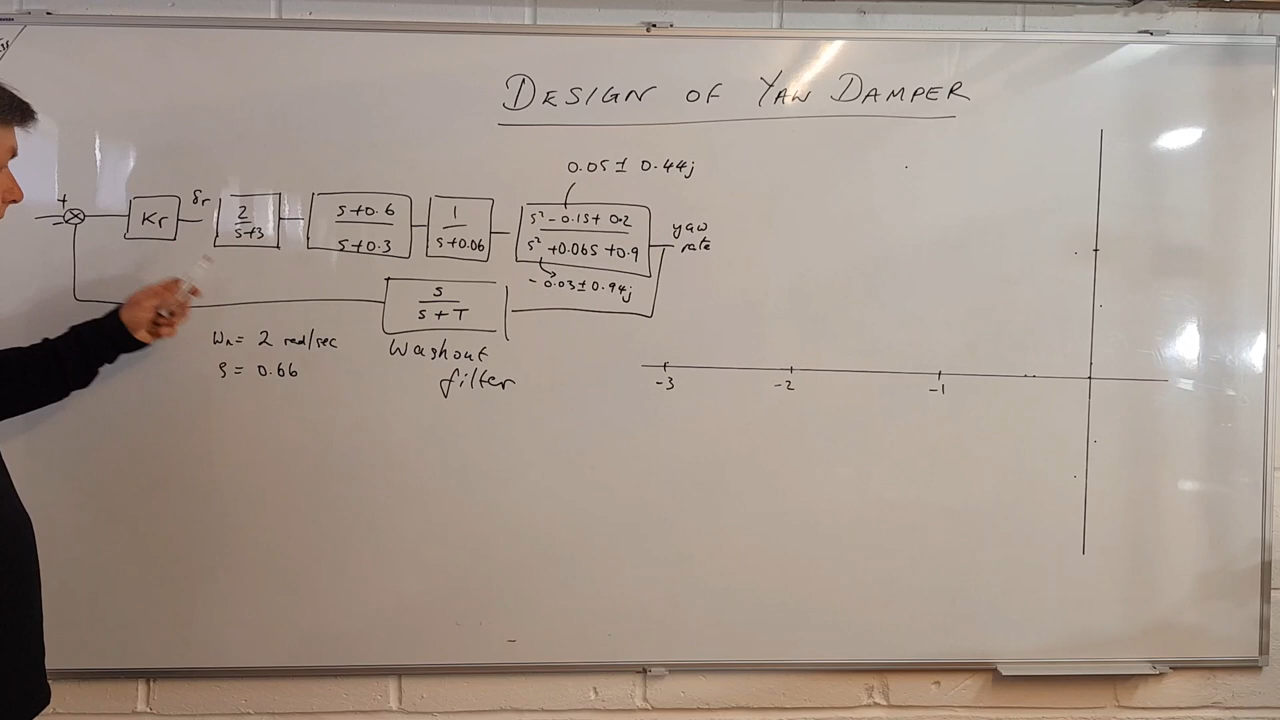 DESIGN OF YAW DAMPER
0.05 ± 0.44j
+
−
Kr
δr
2
s+3
s+0.6
s+0.3
1
s+0.06
s²-0.1s+0.2
s²+0.06s+0.9
yaw
rate
-0.03±0.94j
s
s+T
Washout
filter
ωn= 2 rad/sec
ς= 0.66
-3
-2
-1